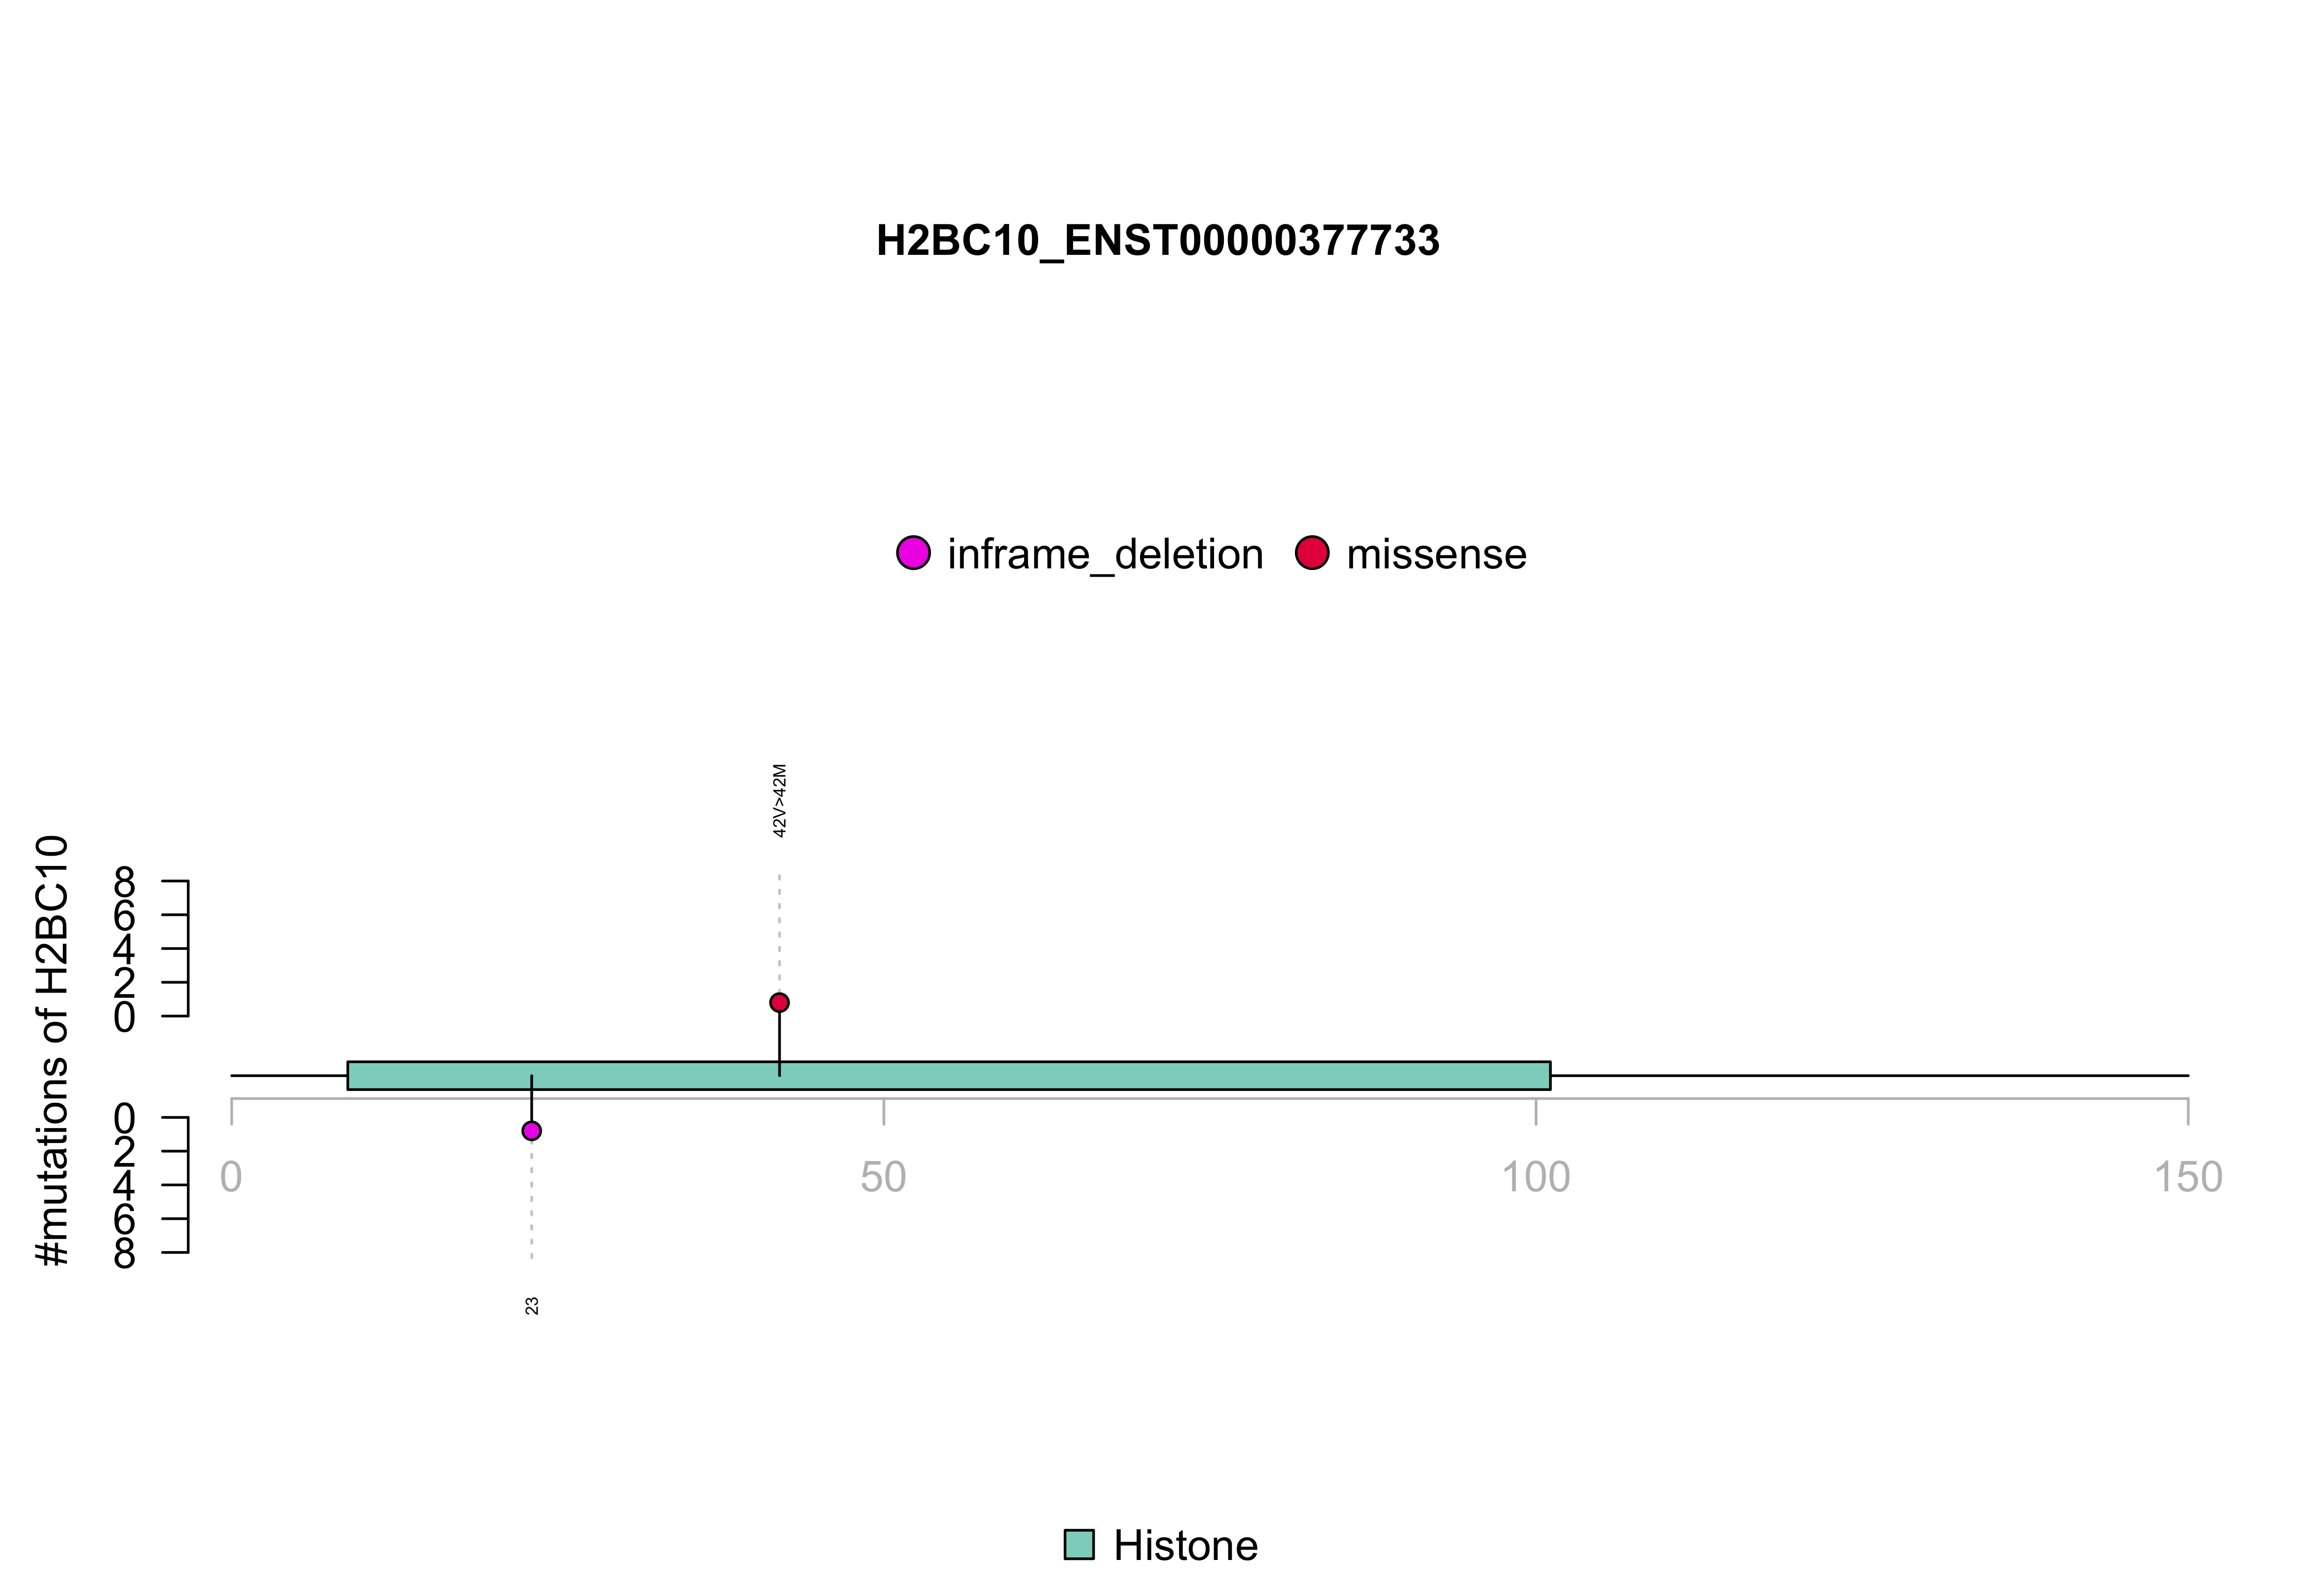 H2BC10_ENST00000377733
inframe_deletion missense
42V>42M
#mutations of H2BC10
8
6
4
2
0
0
2
4
6
8
0 50 100 150
23
Histone